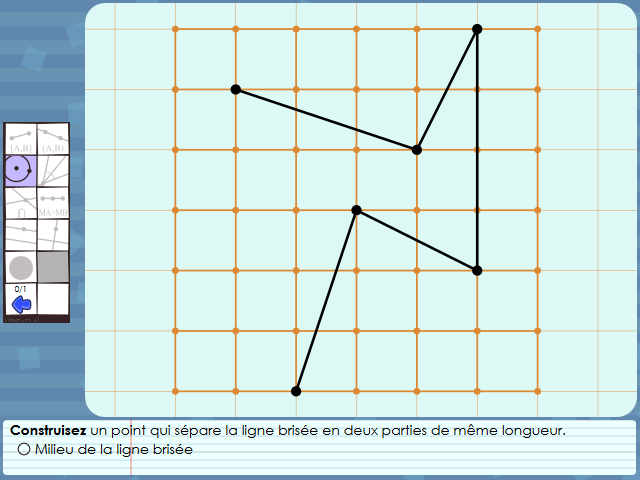 [A,B] (A,B)
∩ MA=MB
0/1
Construisez un point qui sépare la ligne brisée en deux parties de même longueur.
Milieu de la ligne brisée